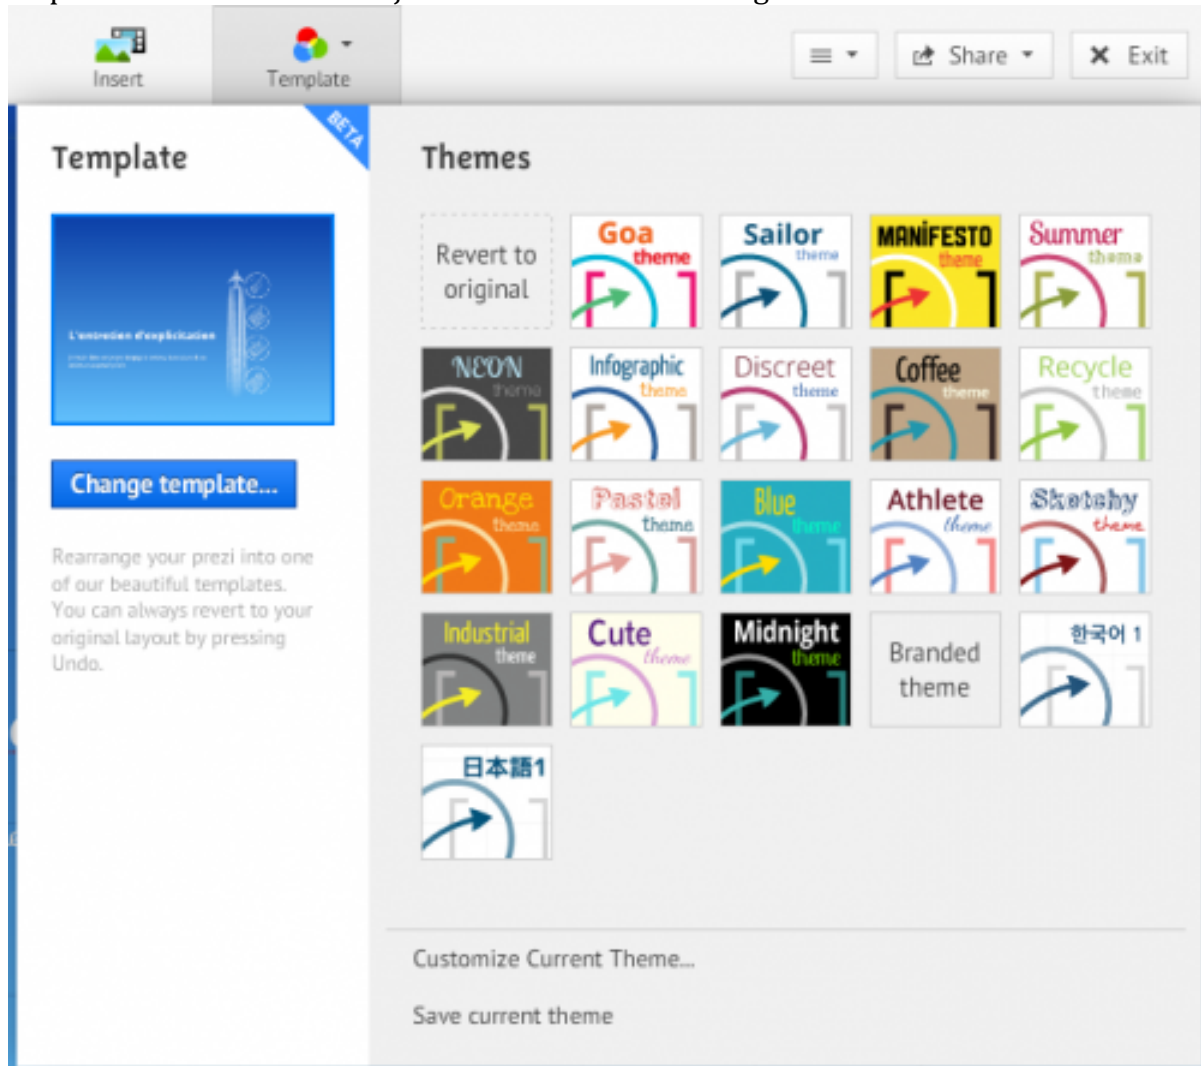 Insert
Template
Share
Exit
BETA
Template
L'entretien d'explicitation
Change template...
Rearrange your prezi into one
of our beautiful templates.
You can always revert to your
original layout by pressing
Undo.
Themes
Revert to
original
Goa
theme
Sailor
theme
MANiFESTO
theme
Summer
theme
NEON
theme
Infographic
theme
Discreet
theme
Coffee
theme
Recycle
theme
Orange
theme
Pastel
theme
Blue
theme
Athlete
theme
Sketchy
theme
Industrial
theme
Cute
theme
Midnight
theme
Branded
theme
한국어 1
日本語1
Customize Current Theme...
Save current theme